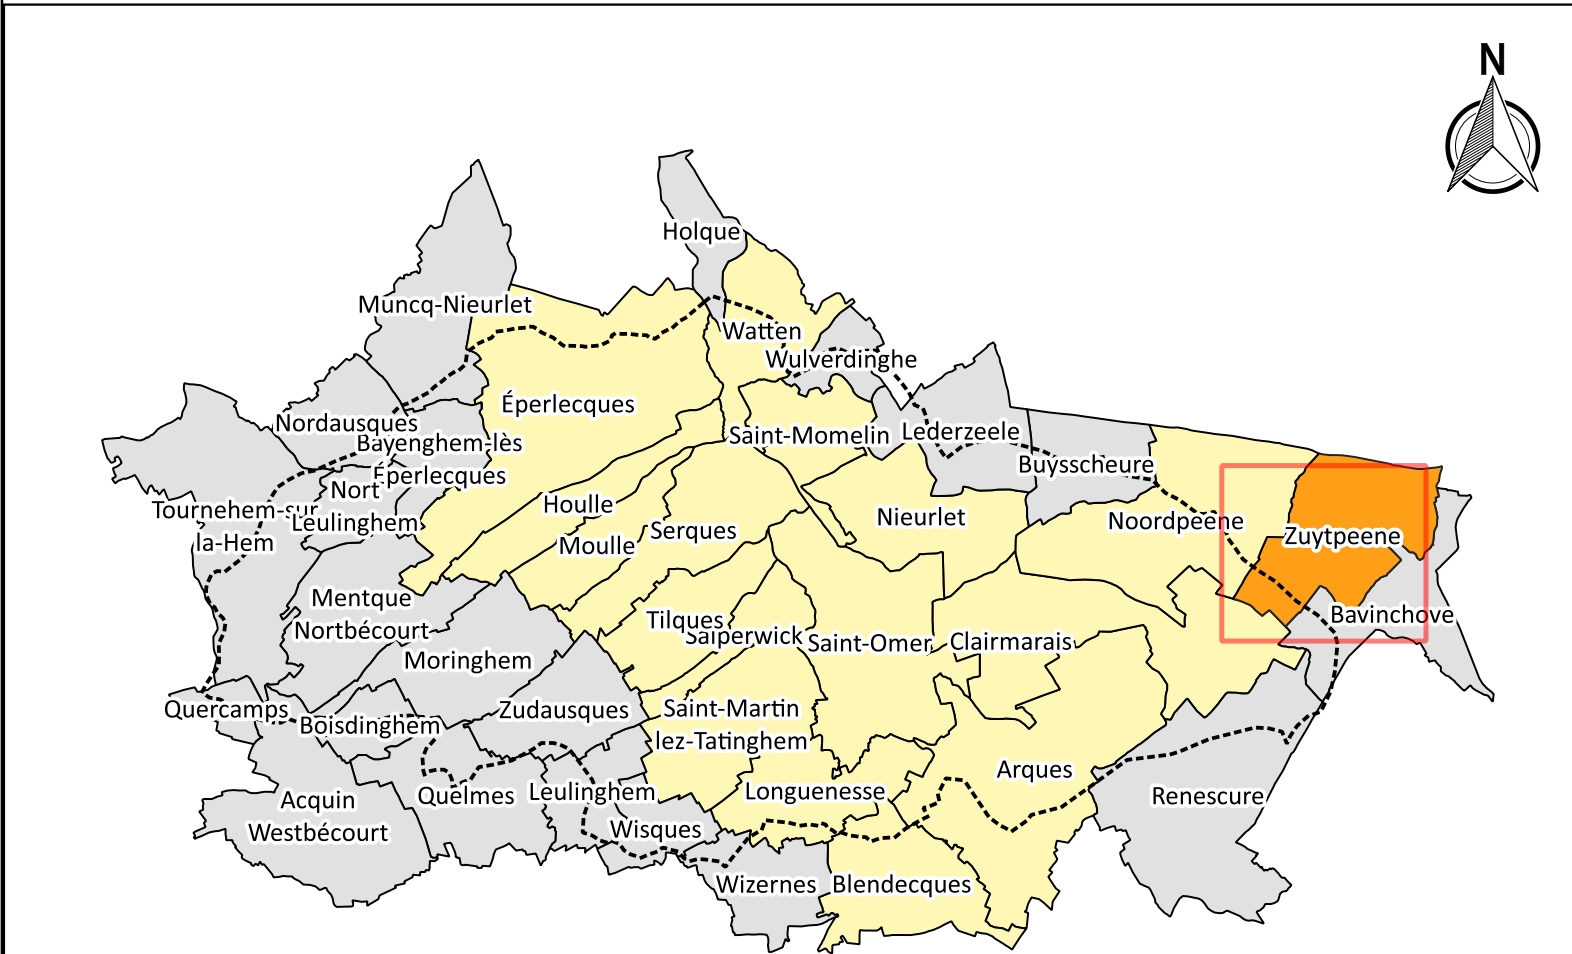 N
Holque
Muncq-Nieurlet
Watten
Wulverdinghe
Éperlecques
Nordausques
Saint-Momelin
Lederzeele
Bayenghem-lès
Éperlecques
Buysscheure
Nort
Leulinghem
Tournehem-sur
la-Hem
Houlle
Nieurlet
Noordpeene
Serques
Moulle
Zuytpeene
Mentque
Nortbécourt
Bavinchove
Tilques
Salperwick
Saint-Omer
Clairmarais
Moringhem
Quercamps
Boisdinghem
Zudausques
Saint-Martin
lez-Tatinghem
Arques
Acquin
Westbécourt
Quelmes
Leulinghem
Longuenesse
Renescure
Wisques
Wizernes
Blendecques